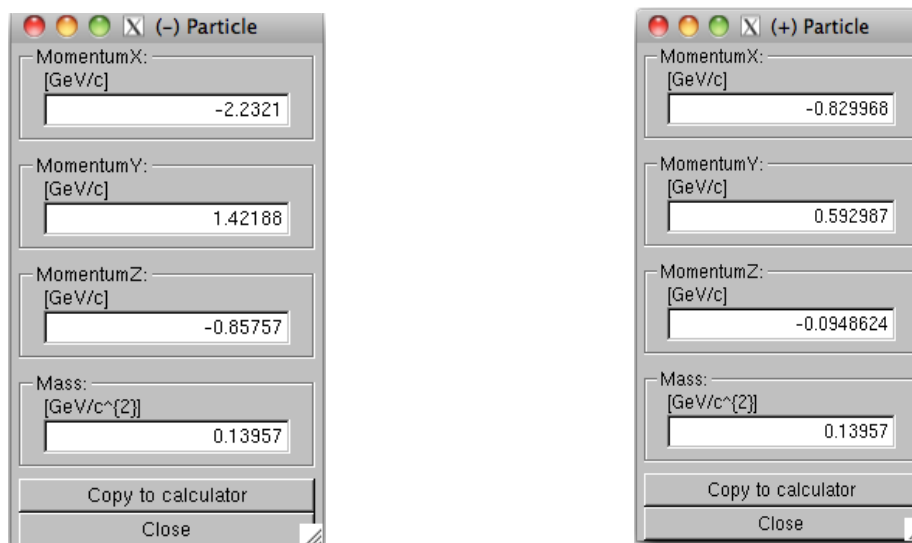 X (-) Particle
MomentumX:
[GeV/c]
-2.2321
MomentumY:
[GeV/c]
1.42188
MomentumZ:
[GeV/c]
-0.85757
Mass:
[GeV/c^{2}]
0.13957
Copy to calculator
Close
X (+) Particle
MomentumX:
[GeV/c]
-0.829968
MomentumY:
[GeV/c]
0.592987
MomentumZ:
[GeV/c]
-0.0948624
Mass:
[GeV/c^{2}]
0.13957
Copy to calculator
Close